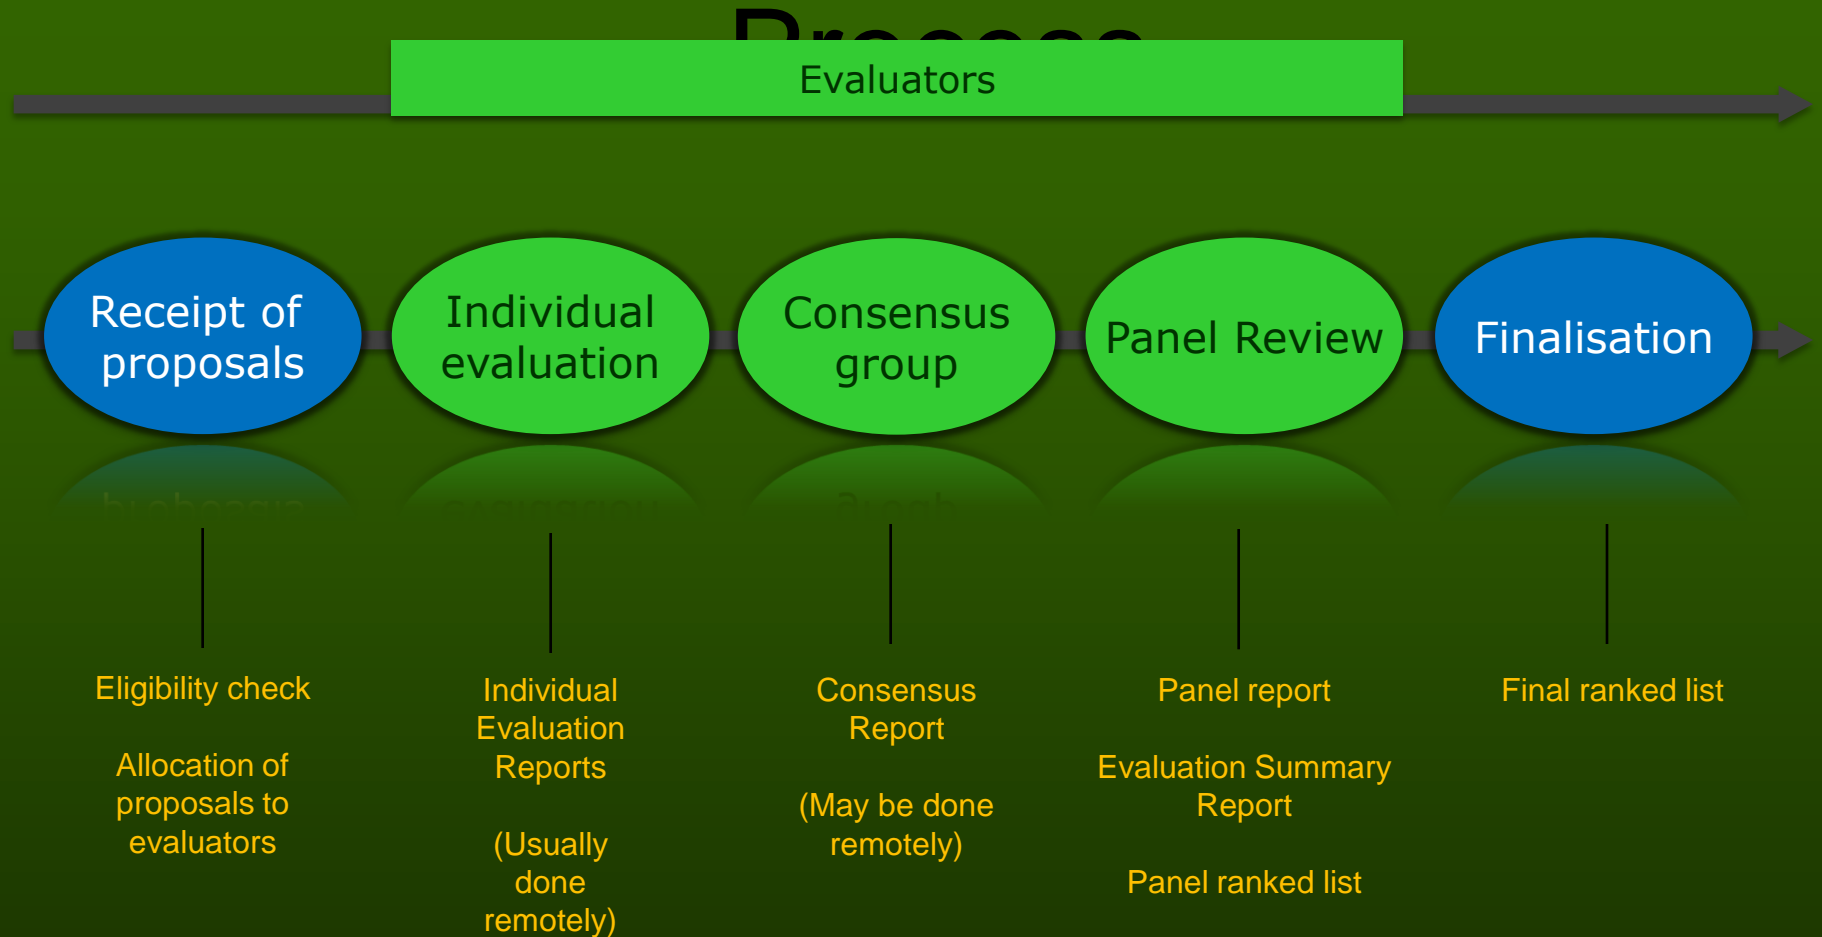 Process
Evaluators
Receipt of
proposals
Individual
evaluation
Consensus
group
Panel Review
Finalisation
Eligibility check
Allocation of
proposals to
evaluators
Individual
Evaluation
Reports
(Usually
done
remotely)
Consensus
Report
(May be done
remotely)
Panel report
Evaluation Summary
Report
Panel ranked list
Final ranked list